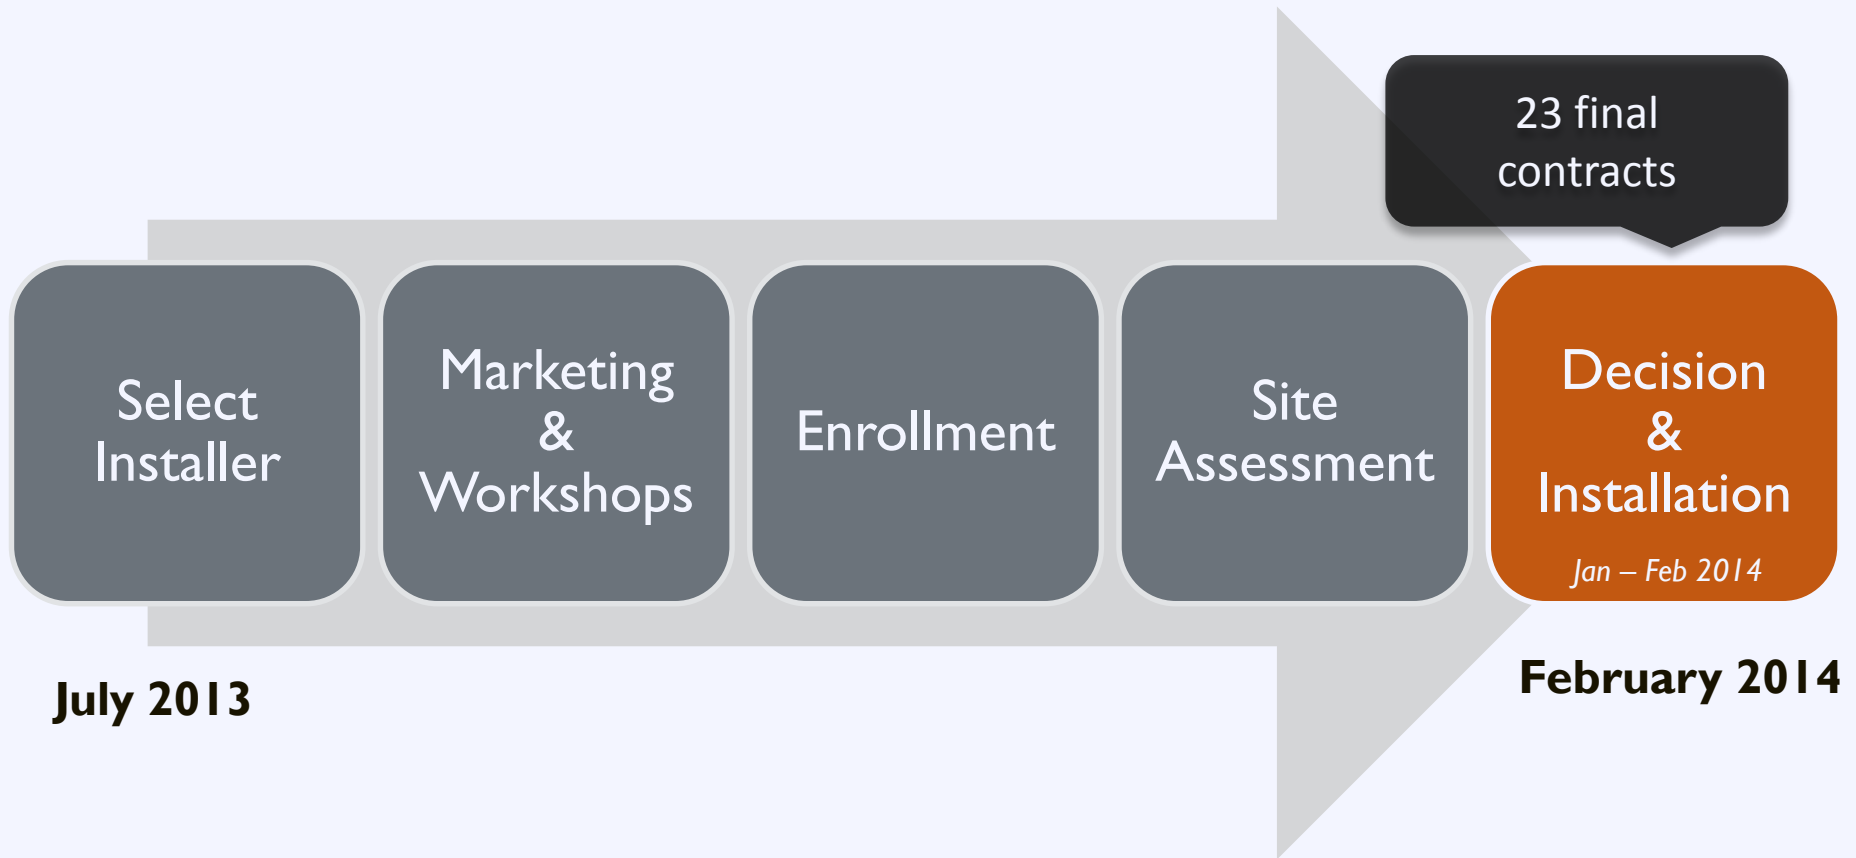 23 final
contracts
Select
Installer
Marketing
&
Workshops
Enrollment
Site
Assessment
Decision
&
Installation
Jan – Feb 2014
July 2013
February 2014